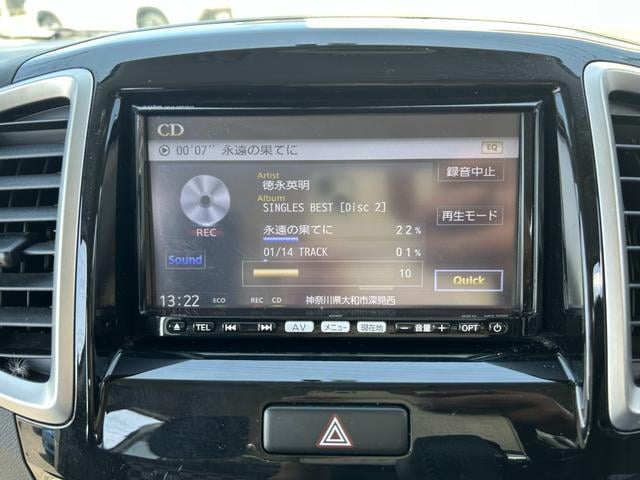 CD
00'07" 永遠の果てに EQ
Artist
徳永英明
録音中止
Album
SINGLES BEST [Disc 2]
再生モード
永遠の果てに 22%
REC
01/14 TRACK 01%
Sound
10
Quick
13:22 ECO REC CD 神奈川県大和市深見西
TEL AV メニュー 現在地 － 音量 ＋ OPT